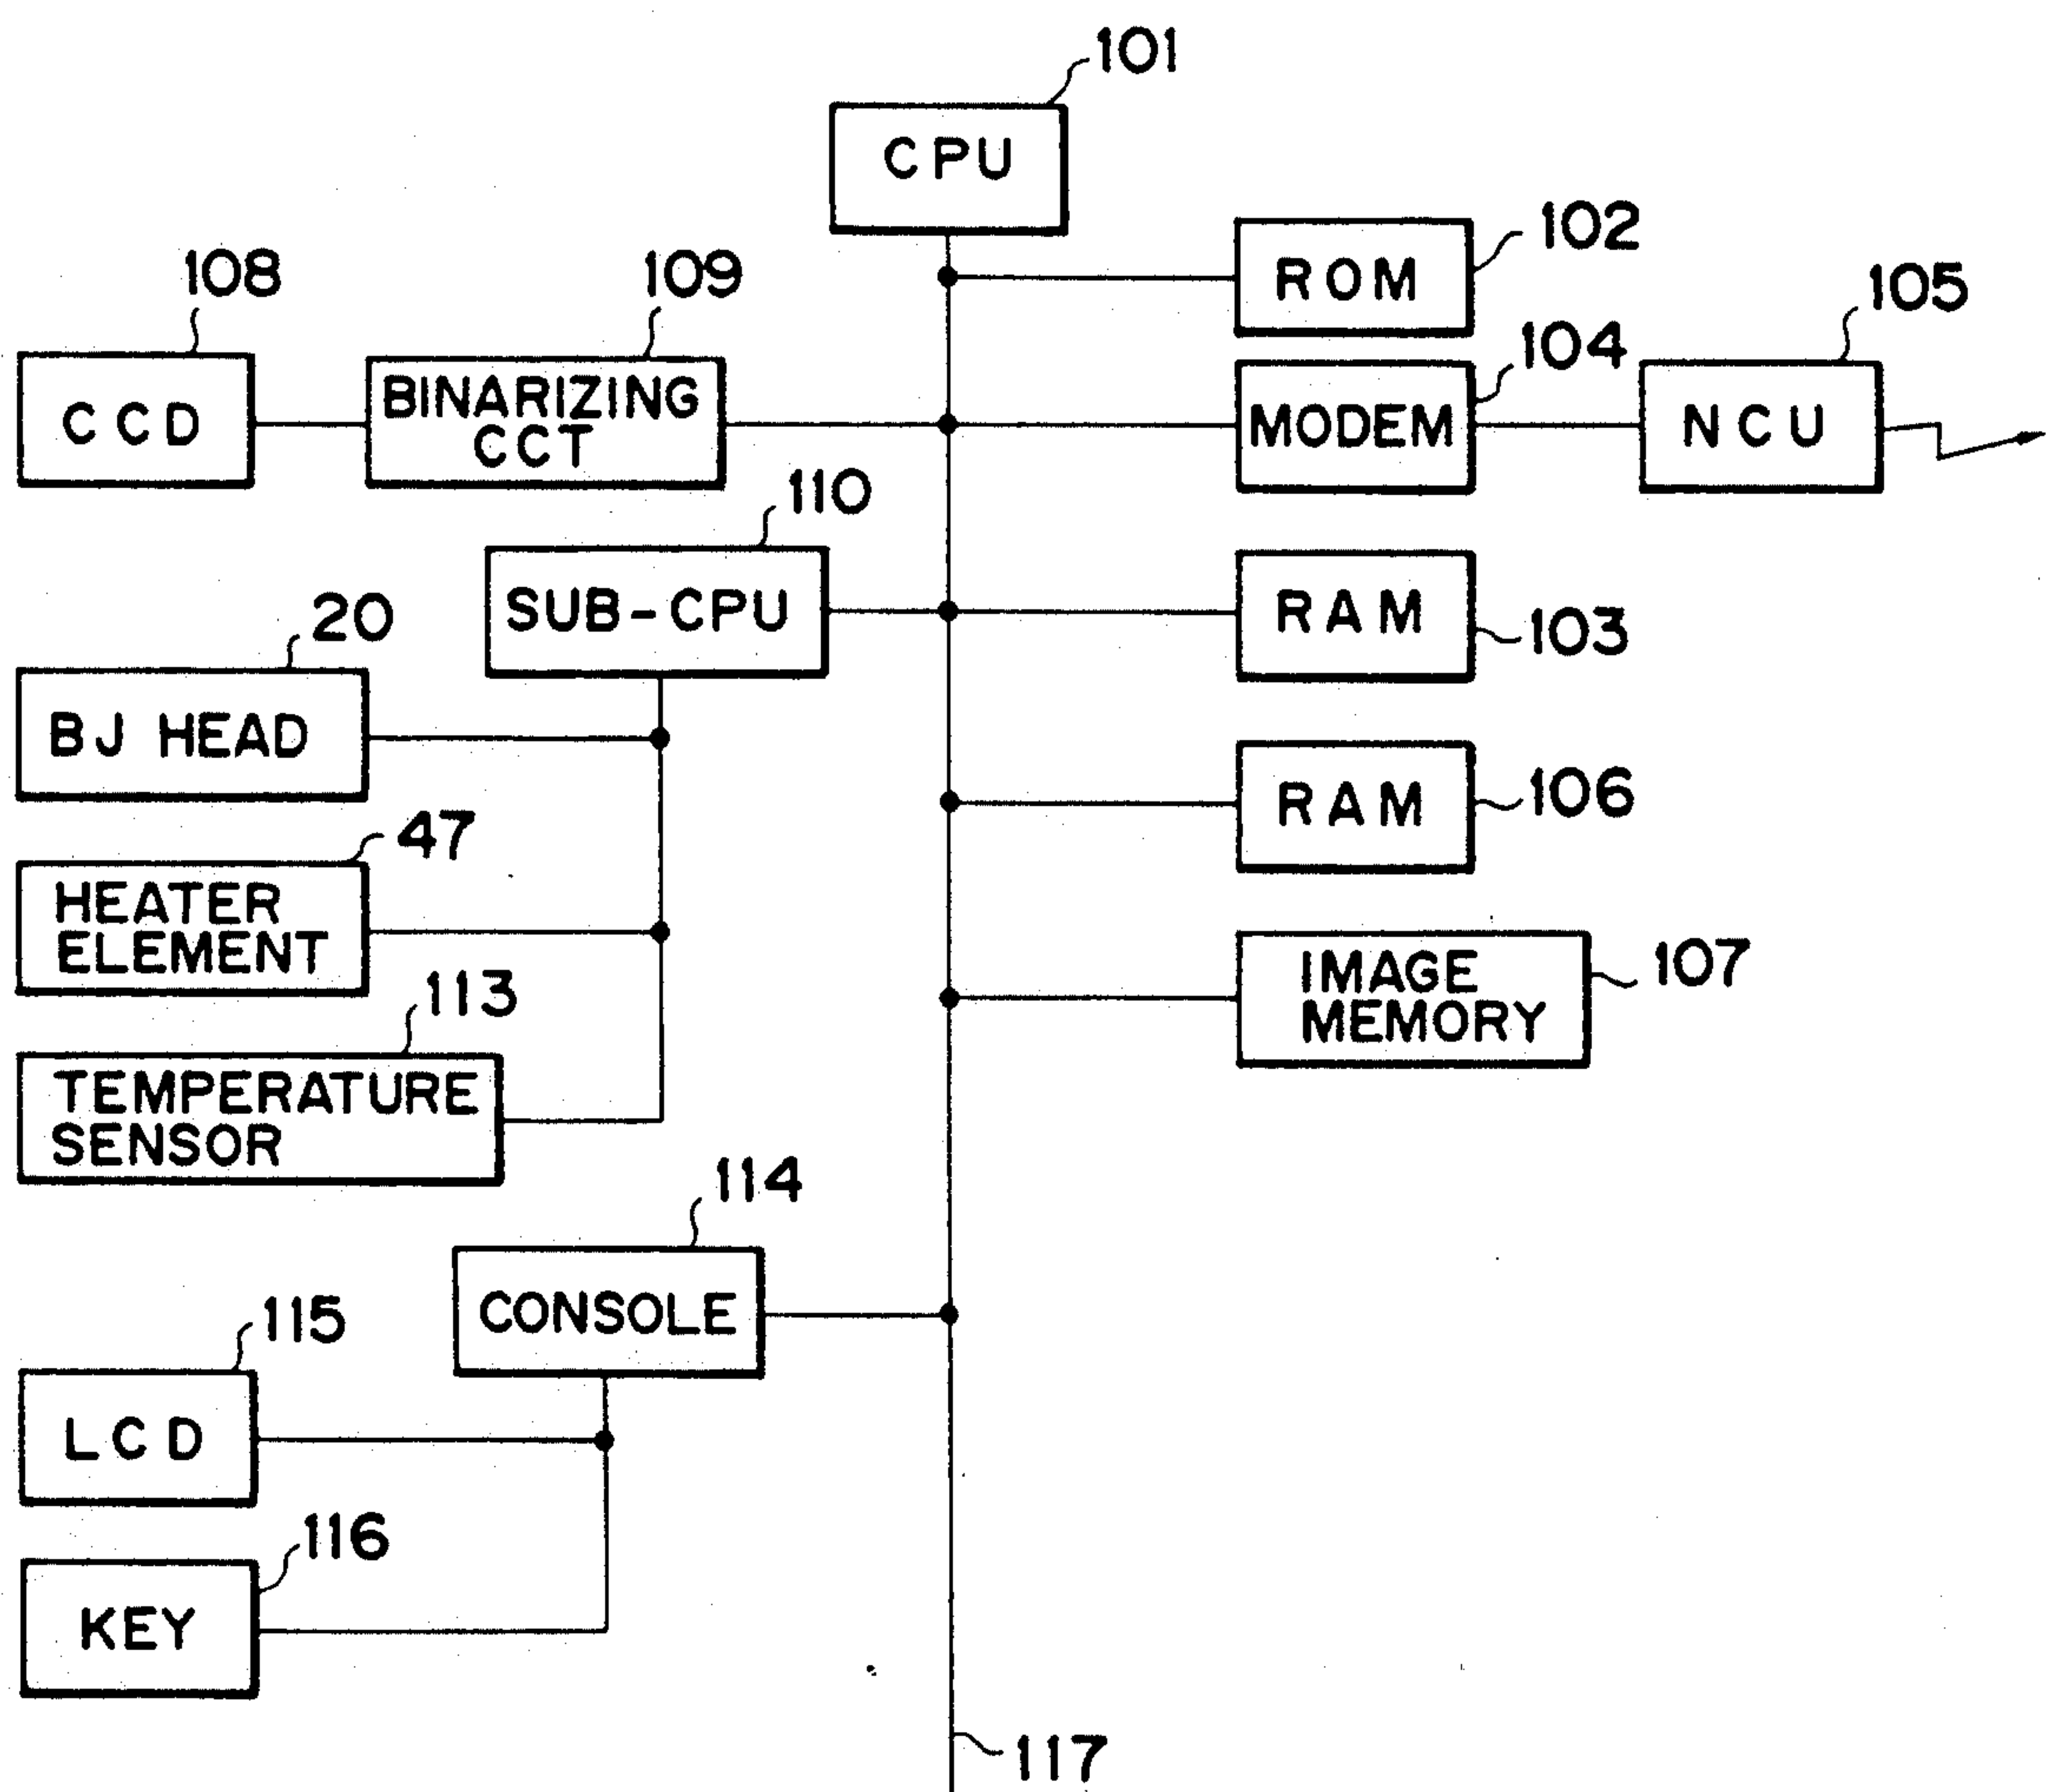 101
CPU
102
ROM
108
109
105
104
CCD
BINARIZING
CCT
MODEM
NCU
110
SUB-CPU
RAM
103
20
BJ HEAD
RAM
106
47
HEATER
ELEMENT
IMAGE
MEMORY
107
113
TEMPERATURE
SENSOR
114
CONSOLE
115
LCD
116
KEY
117